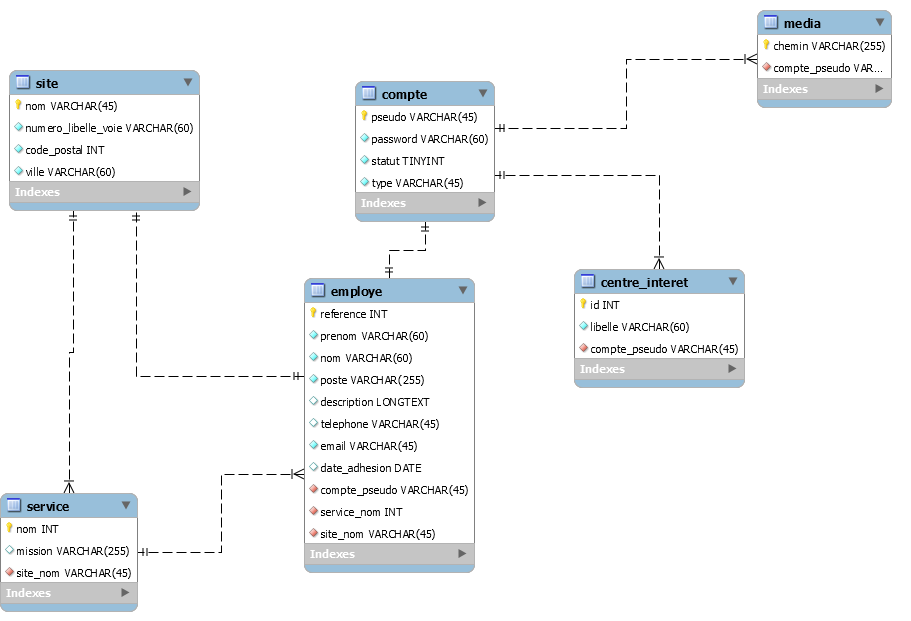 media
chemin VARCHAR(255)
compte_pseudo VAR...
Indexes
site
nom VARCHAR(45)
numero_libelle_voie VARCHAR(60)
code_postal INT
ville VARCHAR(60)
Indexes
compte
pseudo VARCHAR(45)
password VARCHAR(60)
statut TINYINT
type VARCHAR(45)
Indexes
centre_interet
id INT
libelle VARCHAR(60)
compte_pseudo VARCHAR(45)
Indexes
employe
reference INT
prenom VARCHAR(60)
nom VARCHAR(60)
poste VARCHAR(255)
description LONGTEXT
telephone VARCHAR(45)
email VARCHAR(45)
date_adhesion DATE
compte_pseudo VARCHAR(45)
service_nom INT
site_nom VARCHAR(45)
Indexes
service
nom INT
mission VARCHAR(255)
site_nom VARCHAR(45)
Indexes